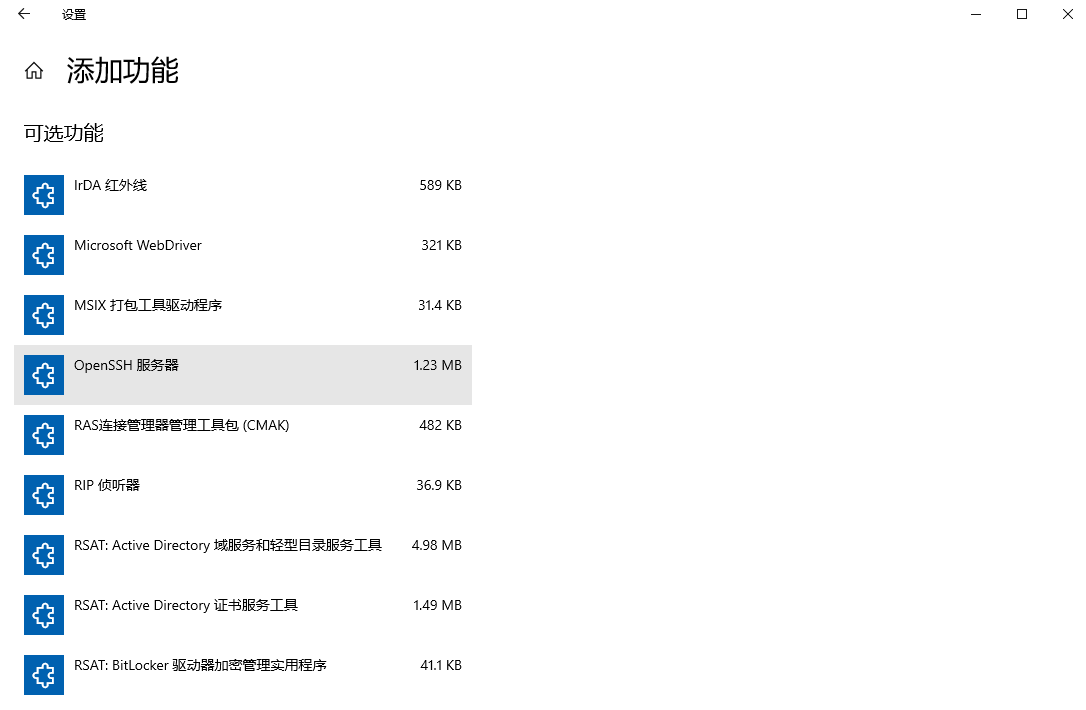 设置
添加功能
可选功能
IrDA 红外线 589 KB
Microsoft WebDriver 321 KB
MSIX 打包工具驱动程序 31.4 KB
OpenSSH 服务器 1.23 MB
RAS连接管理器管理工具包 (CMAK) 482 KB
RIP 侦听器 36.9 KB
RSAT: Active Directory 域服务和轻型目录服务工具 4.98 MB
RSAT: Active Directory 证书服务工具 1.49 MB
RSAT: BitLocker 驱动器加密管理实用程序 41.1 KB